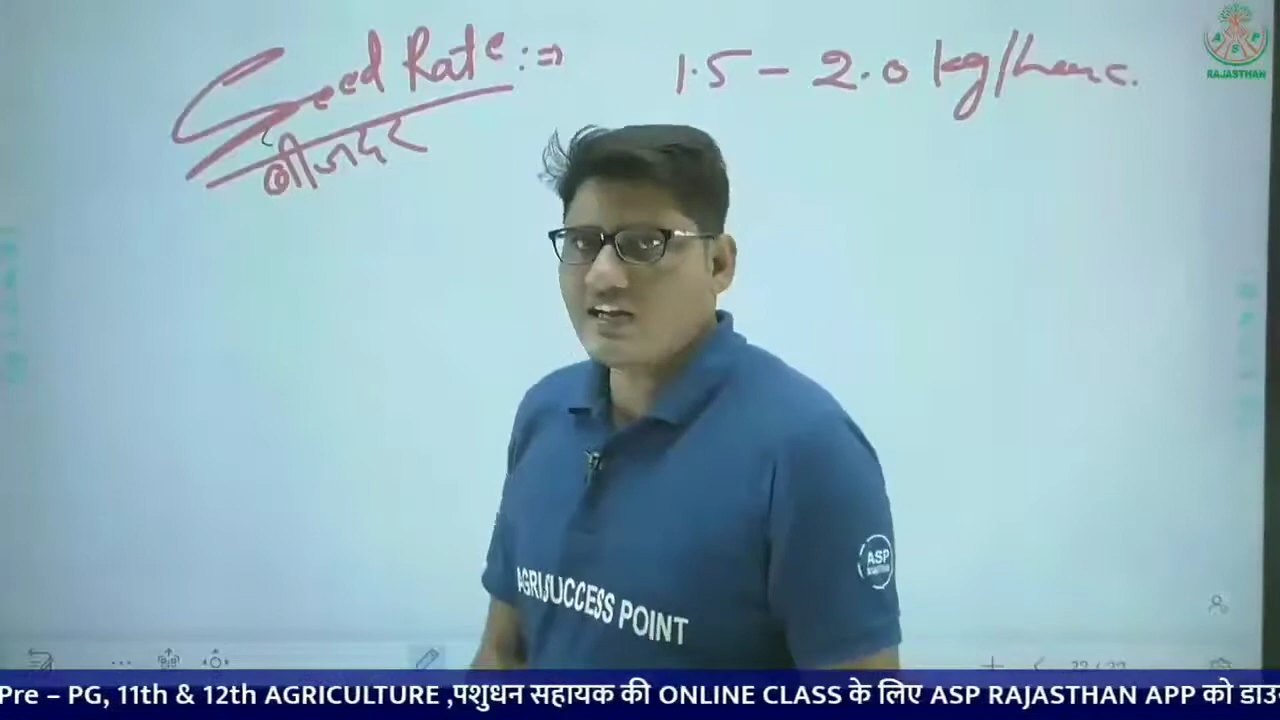 Seed Rate :⇒ 1.5 – 2.0 kg/hec.
बीजदर
A S P
RAJASTHAN
ASP
AGRISUCCESS POINT
Pre – PG, 11th & 12th AGRICULTURE ,पशुधन सहायक की ONLINE CLASS के लिए ASP RAJASTHAN APP को डाउ